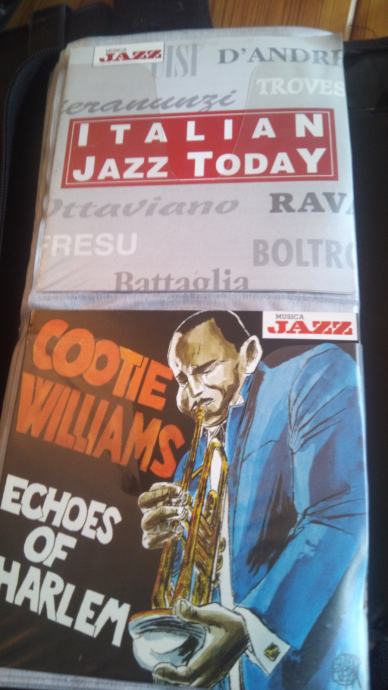 MUSICA
JAZZ
D'ANDRE
TROVES
ieranunzi
ITALIAN
JAZZ TODAY
Ottaviano RAVA
FRESU
BOLTRO
Battaglia
MUSICA
JAZZ
COOTIE
WILLIAMS
ECHOES
OF
HARLEM